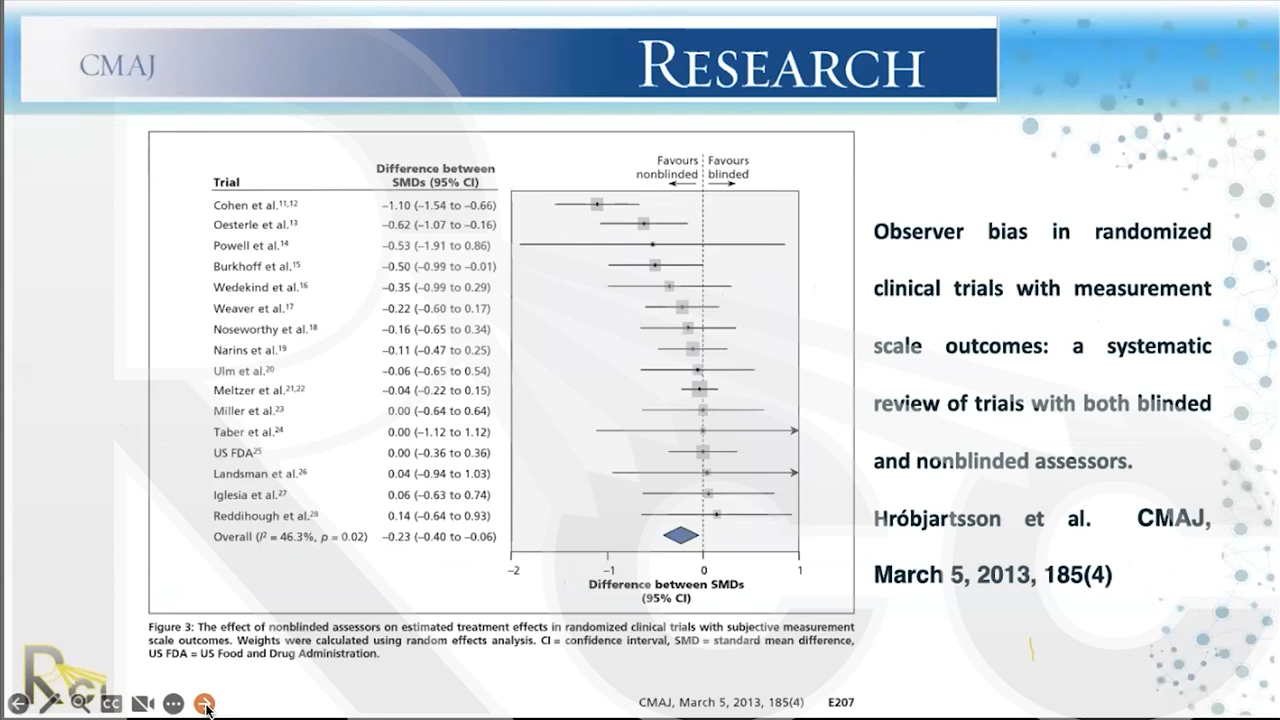 CMAJ
RESEARCH
Favours Favours
nonblinded blinded
Difference between
Trial SMDs (95% CI)
Cohen et al.11,12 −1.10 (−1.54 to −0.66)
Oesterle et al.13 −0.62 (−1.07 to −0.16)
Powell et al.14 −0.53 (−1.91 to 0.86)
Burkhoff et al.15 −0.50 (−0.99 to −0.01)
Wedekind et al.16 −0.35 (−0.99 to 0.29)
Weaver et al.17 −0.22 (−0.60 to 0.17)
Noseworthy et al.18 −0.16 (−0.65 to 0.34)
Narins et al.19 −0.11 (−0.47 to 0.25)
Ulm et al.20 −0.06 (−0.65 to 0.54)
Meltzer et al.21,22 −0.04 (−0.22 to 0.15)
Miller et al.23 0.00 (−0.64 to 0.64)
Taber et al.24 0.00 (−1.12 to 1.12)
US FDA25 0.00 (−0.36 to 0.36)
Landsman et al.26 0.04 (−0.94 to 1.03)
Iglesia et al.27 0.06 (−0.63 to 0.74)
Reddihough et al.28 0.14 (−0.64 to 0.93)
Overall (I2 = 46.3%, p = 0.02) −0.23 (−0.40 to −0.06)
−2 −1 0 1
Difference between SMDs
(95% CI)
Figure 3: The effect of nonblinded assessors on estimated treatment effects in randomized clinical trials with subjective measurement
scale outcomes. Weights were calculated using random effects analysis. CI = confidence interval, SMD = standard mean difference,
US FDA = US Food and Drug Administration.
Observer bias in randomized
clinical trials with measurement
scale outcomes: a systematic
review of trials with both blinded
and nonblinded assessors.
Hróbjartsson et al. CMAJ,
March 5, 2013, 185(4)
CC
CMAJ, March 5, 2013, 185(4) E207